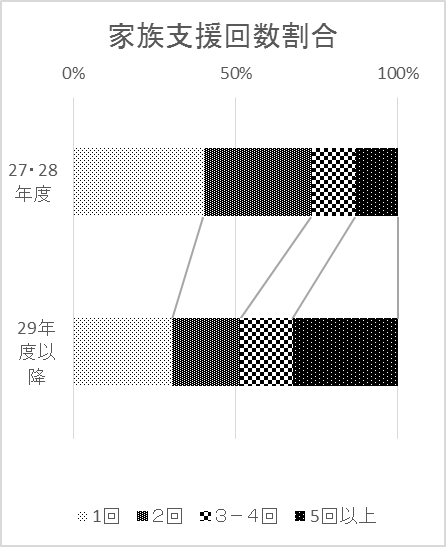 家族支援回数割合
0% 50% 100%
27・28
年度
29年
度以
降
1回 2回 3－4回 5回以上